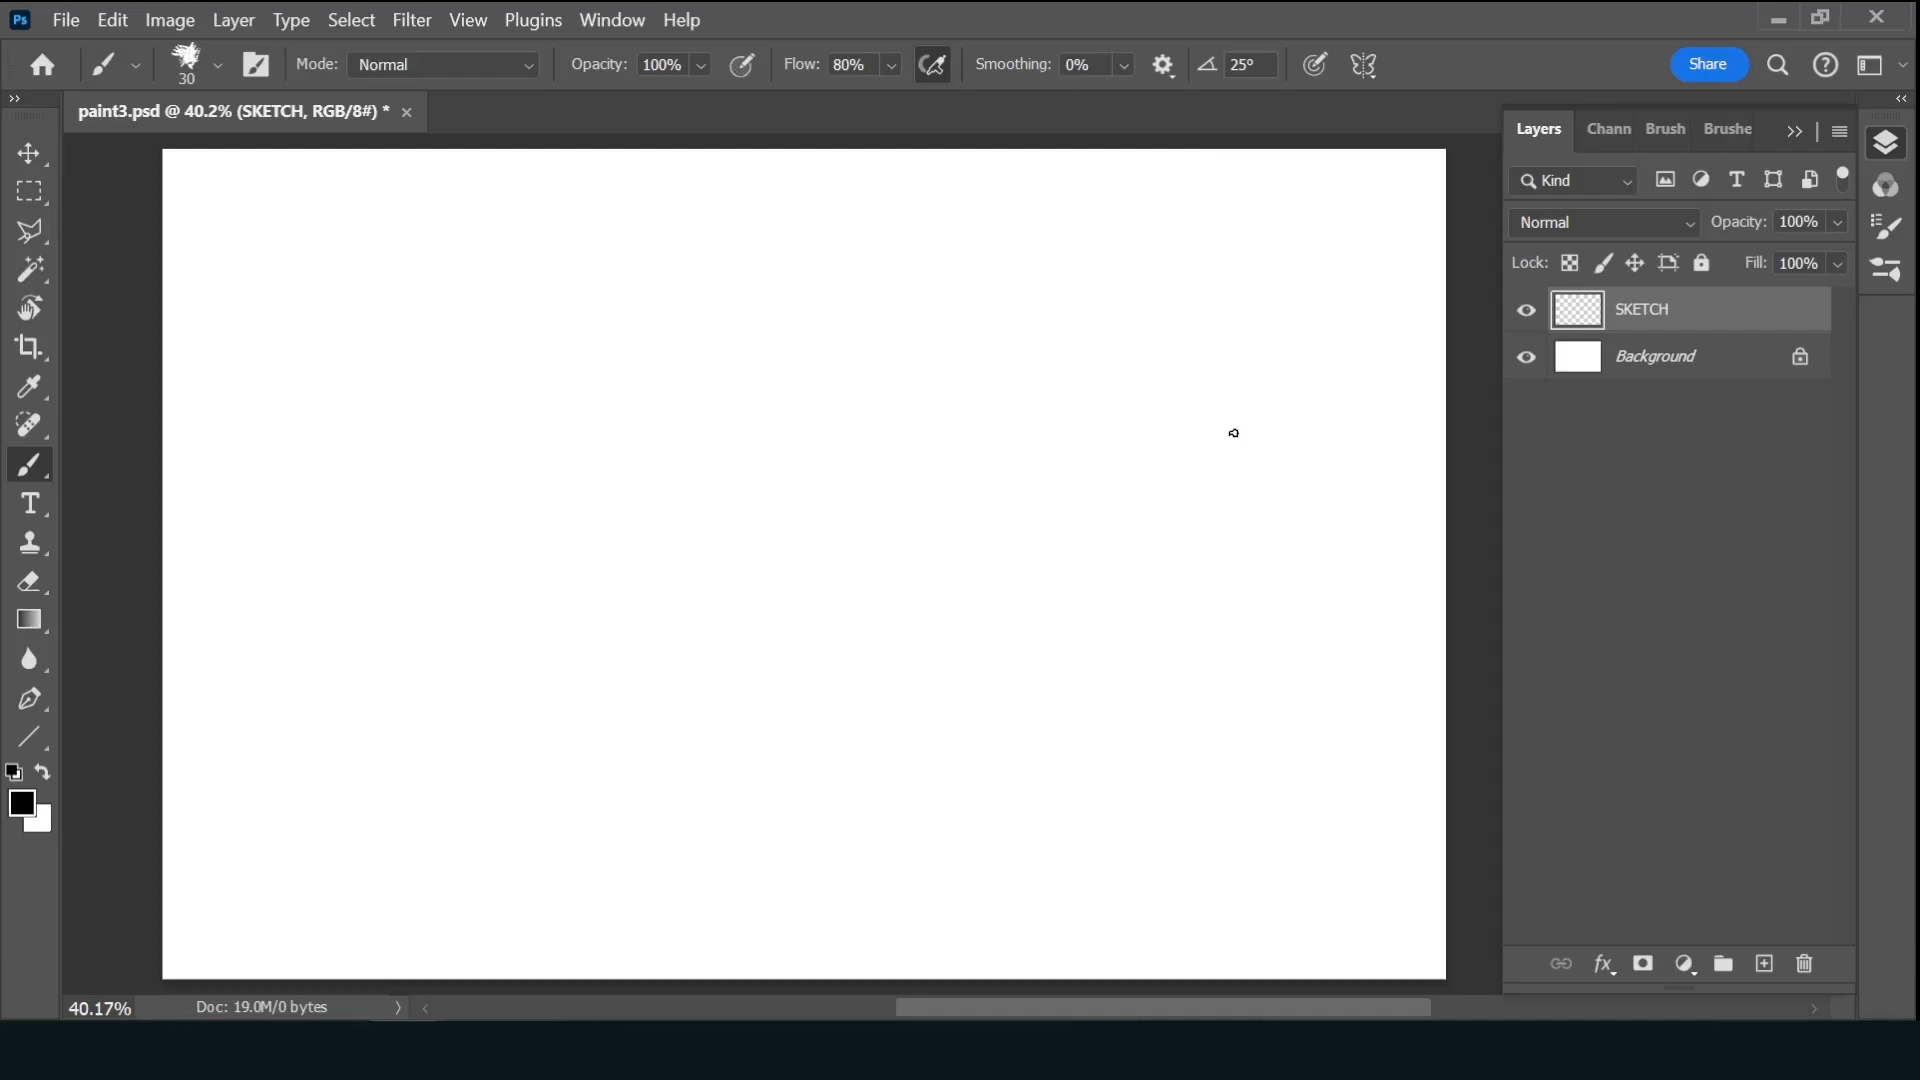 Ps File Edit Image Layer Type Select Filter View Plugins Window Help
30 Mode: Normal Opacity: 100% Flow: 80% Smoothing: 0% 25° Share
paint3.psd @ 40.2% (SKETCH, RGB/8#) *
Layers Chann Brush Brushe
Kind
Normal Opacity: 100%
Lock: Fill: 100%
SKETCH
Background
fx
40.17% Doc: 19.0M/0 bytes